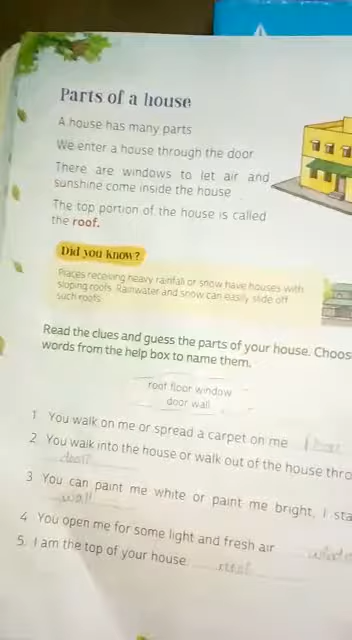 Parts of a house
A house has many parts
We enter a house through the door
There are windows to let air and
sunshine come inside the house
The top portion of the house is called
the roof.
Did you know?
Places receiving heavy rainfall or snow have houses with
sloping roofs. Rainwater and snow can easily slide off
such roofs
Read the clues and guess the parts of your house. Choos
words from the help box to name them.
roof floor window
door wall
1 You walk on me or spread a carpet on me
2 You walk into the house or walk out of the house thro
door
3 You can paint me white or paint me bright, I sta
wall
4 You open me for some light and fresh air
5. I am the top of your house roof